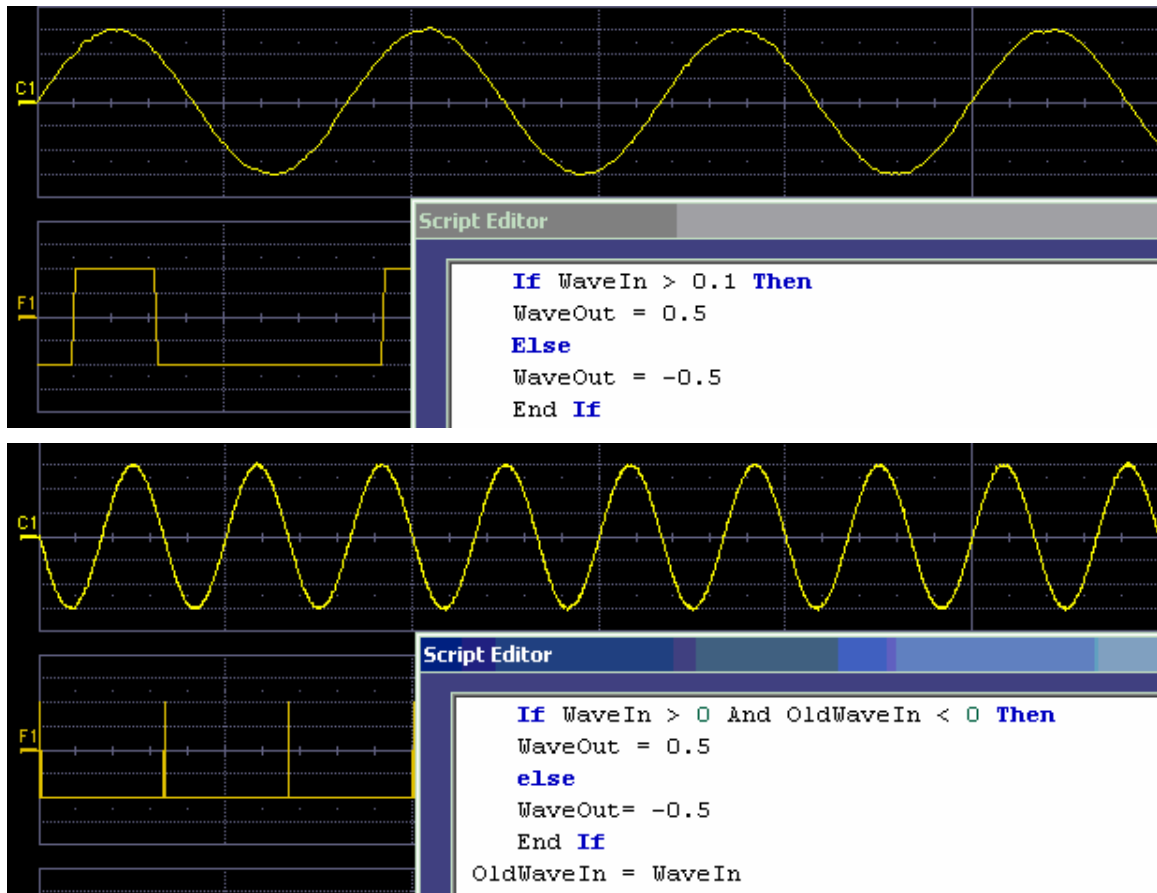 C1
Script Editor
F1
If WaveIn > 0.1 Then
WaveOut = 0.5
Else
WaveOut = -0.5
End If
C1
Script Editor
F1
If WaveIn > 0 And OldWaveIn < 0 Then
WaveOut = 0.5
else
WaveOut= -0.5
End If
OldWaveIn = WaveIn